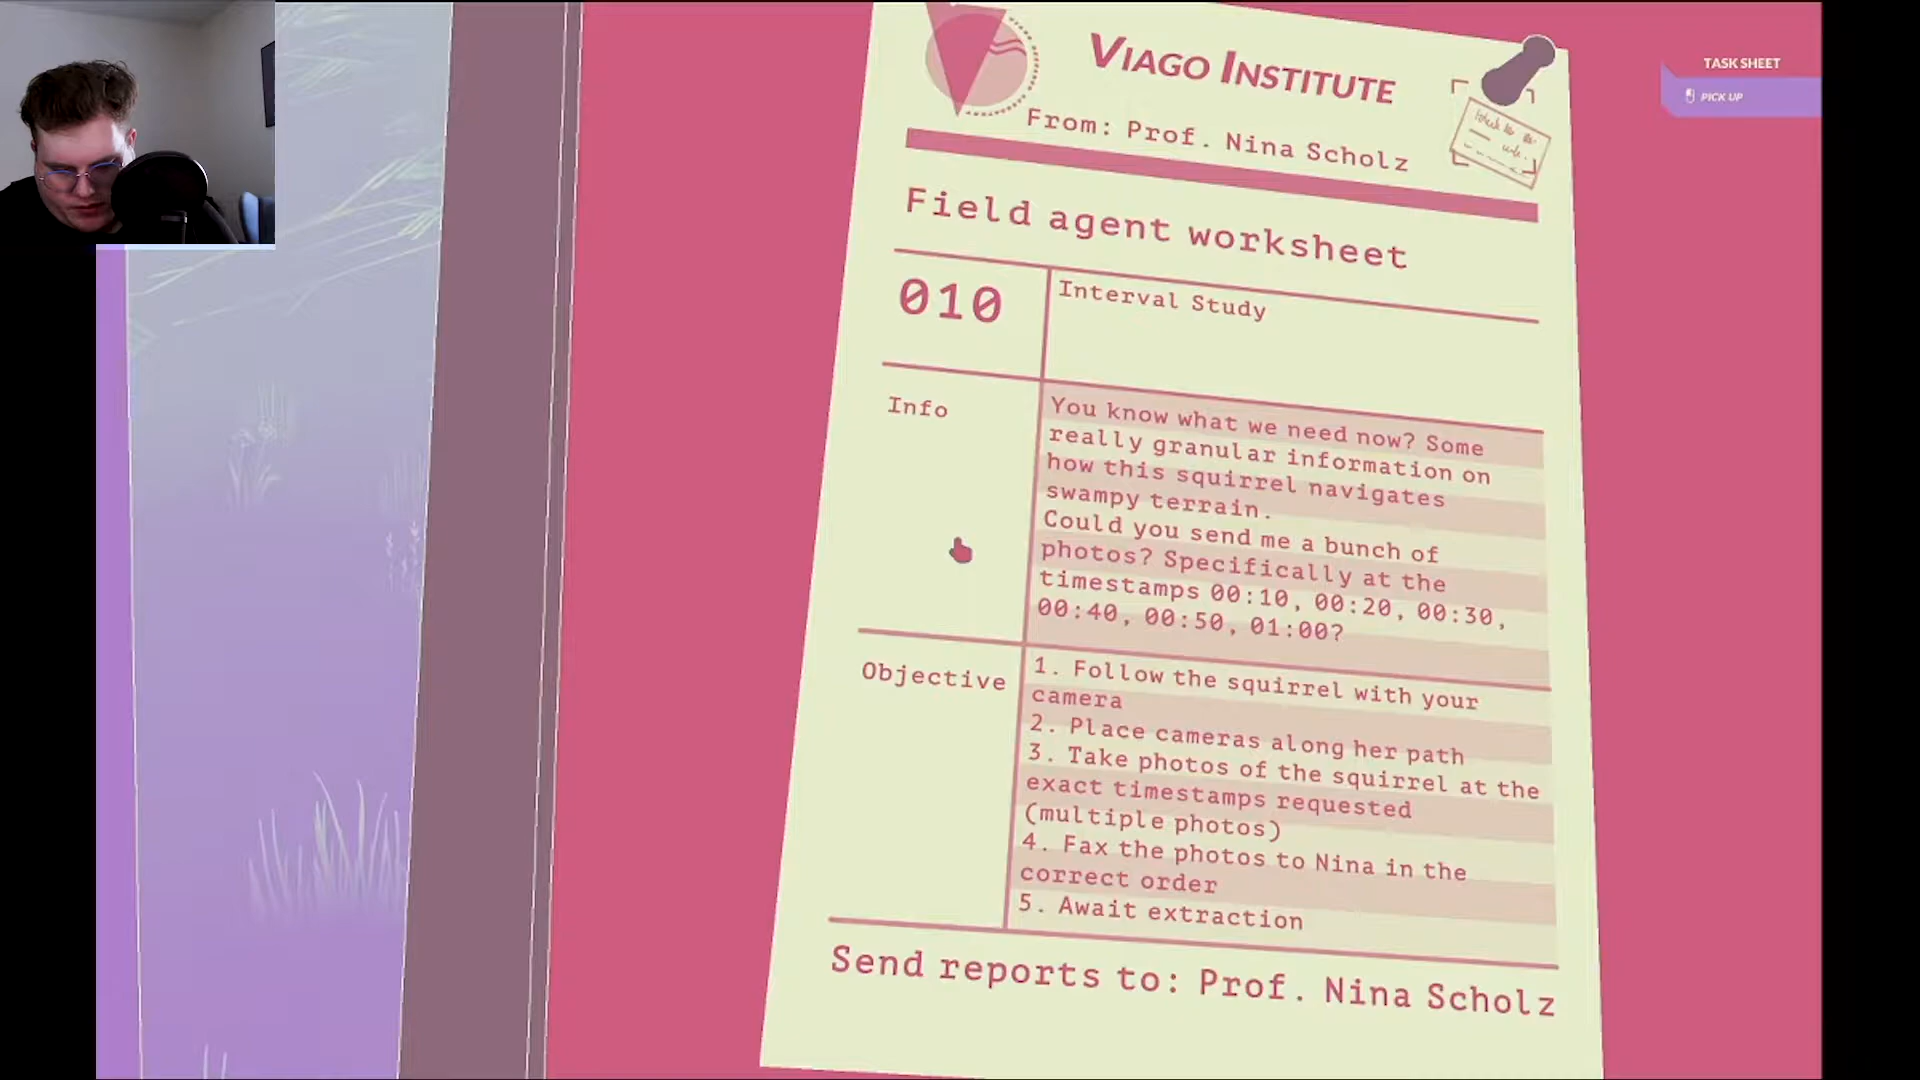 VIAGO INSTITUTE
From: Prof. Nina Scholz
TASK SHEET
PICK UP
Field agent worksheet
010
Interval Study
Info
You know what we need now? Some
really granular information on
how this squirrel navigates
swampy terrain.
Could you send me a bunch of
photos? Specifically at the
timestamps 00:10, 00:20, 00:30,
00:40, 00:50, 01:00?
Objective
1. Follow the squirrel with your
camera
2. Place cameras along her path
3. Take photos of the squirrel at the
exact timestamps requested
(multiple photos)
4. Fax the photos to Nina in the
correct order
5. Await extraction
Send reports to: Prof. Nina Scholz